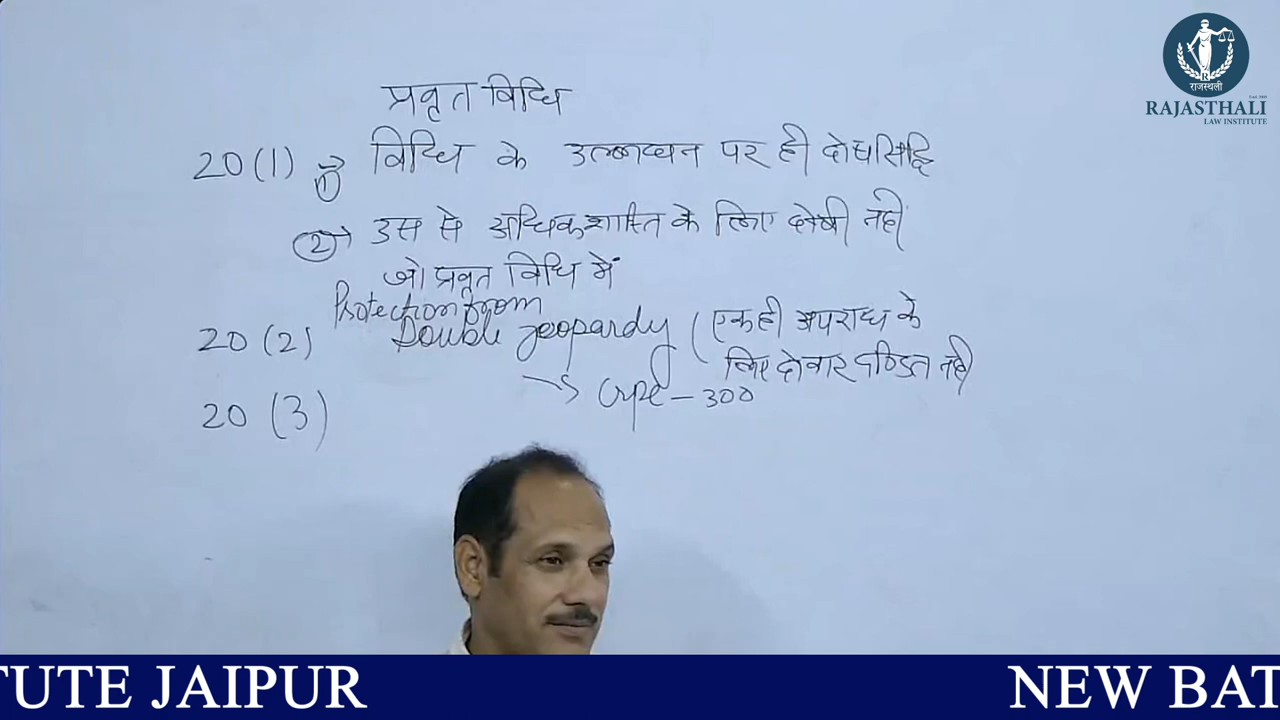 राजस्थली
RAJASTHALI
LAW INSTITUTE
प्रवृत विधि
20(1) ① विधि के उल्लघ्घन पर ही दोषसिद्धि
② उस से अधिक शास्ति के लिए दोषी नहीं
जो प्रवृत विधि में
Protection from
20 (2) Double jeopardy (एक ही अपराध के
लिए दो बार दण्डित नही
→ Crpc - 300
20 (3)
TUTE JAIPUR NEW BAT